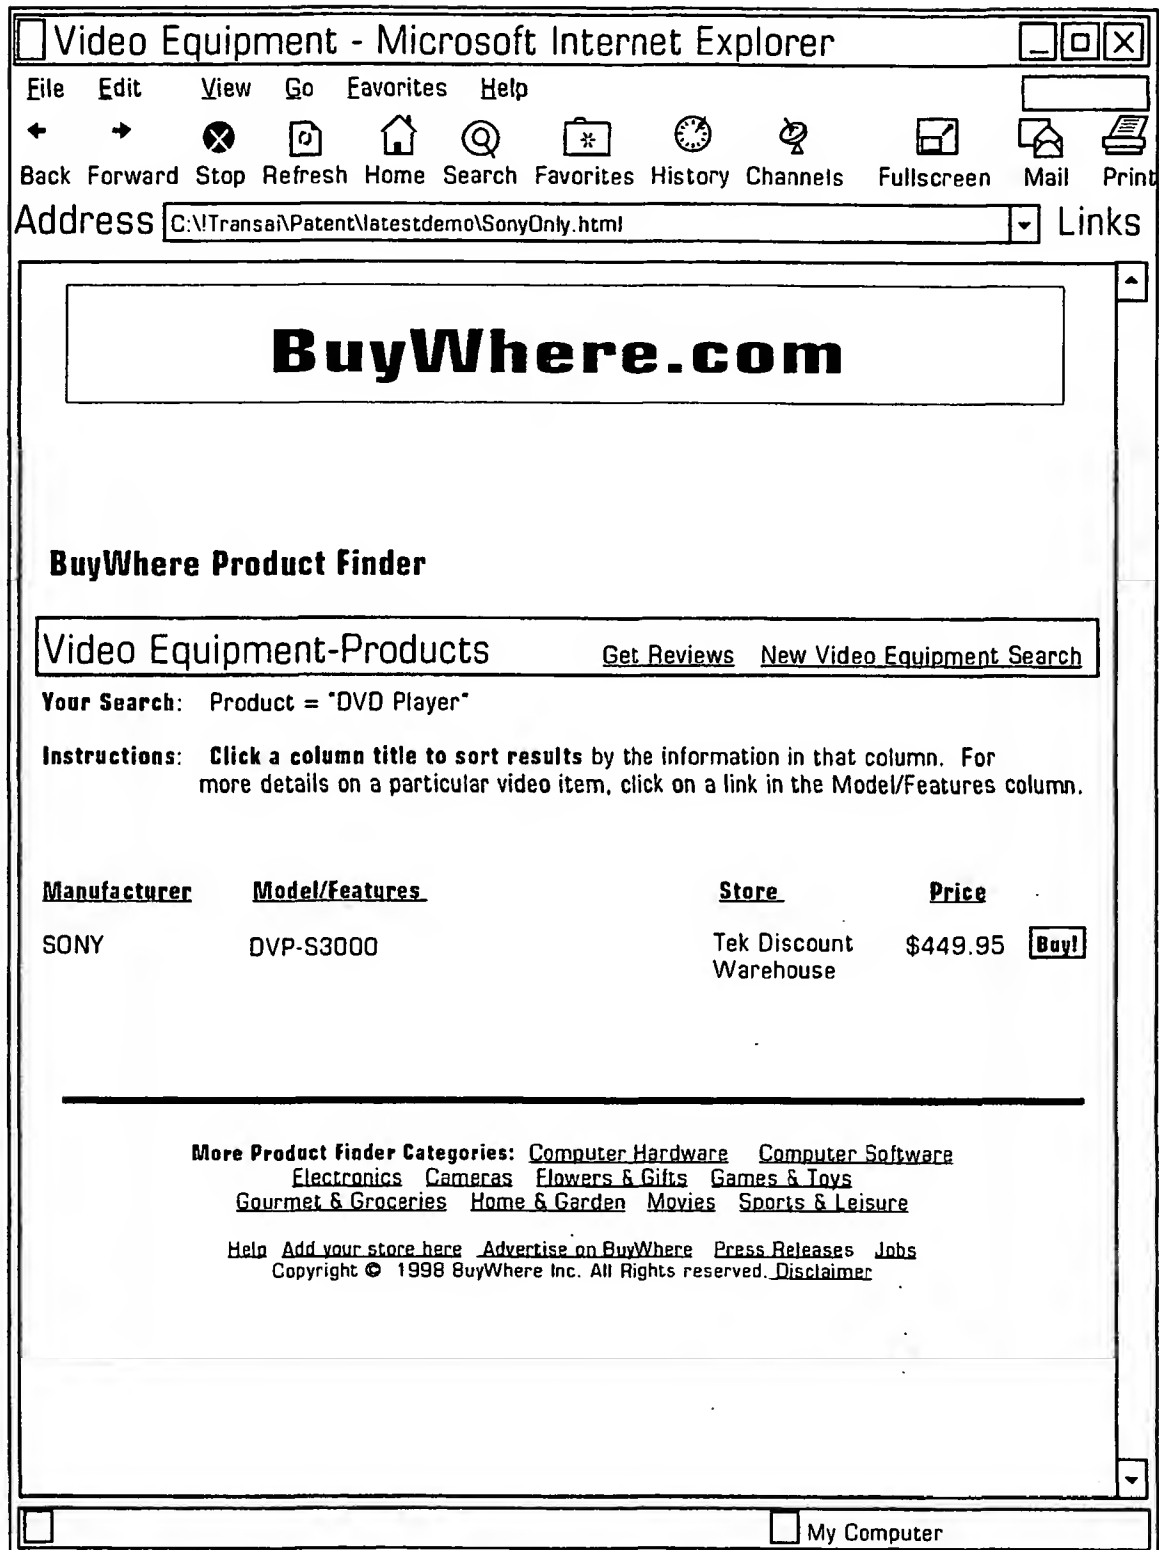 Video Equipment - Microsoft Internet Explorer
File Edit View Go Favorites Help
Back Forward Stop Refresh Home Search Favorites History Channels Fullscreen Mail Print
Address C:\!Transai\Patent\latestdemo\SonyOnly.html Links
BuyWhere.com
BuyWhere Product Finder
Video Equipment-Products Get Reviews New Video Equipment Search
Your Search: Product = "DVD Player"
Instructions: Click a column title to sort results by the information in that column. For
more details on a particular video item, click on a link in the Model/Features column.
Manufacturer Model/Features Store Price
SONY DVP-S3000 Tek Discount $449.95 Buy!
Warehouse
More Product Finder Categories: Computer Hardware Computer Software
Electronics Cameras Flowers & Gifts Games & Toys
Gourmet & Groceries Home & Garden Movies Sports & Leisure
Help Add your store here Advertise on BuyWhere Press Releases Jobs
Copyright © 1998 BuyWhere Inc. All Rights reserved. Disclaimer
My Computer